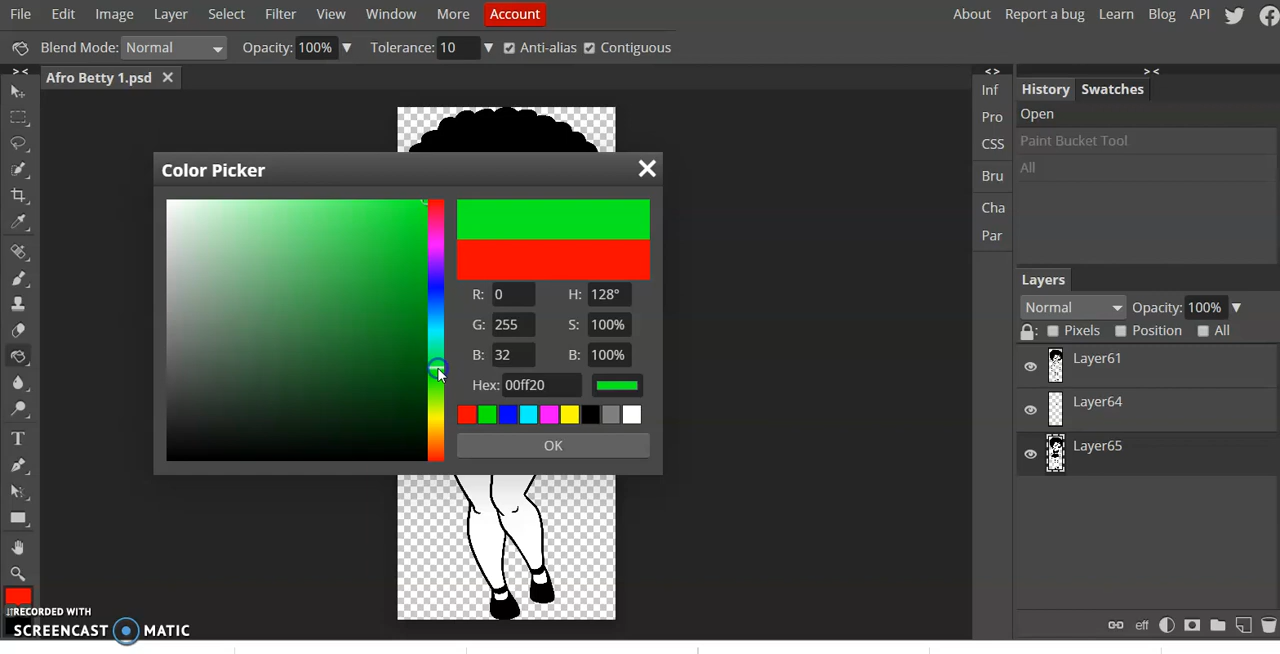 File Edit Image Layer Select Filter View Window More Account About Report a bug Learn Blog API
Blend Mode: Normal Opacity: 100% Tolerance: 10 Anti-alias Contiguous
> < < > > <
Afro Betty 1.psd
Inf
Pro
CSS
Bru
Cha
Par
History Swatches
Open
Paint Bucket Tool
All
Color Picker
R: 0 H: 128°
G: 255 S: 100%
B: 32 B: 100%
Hex: 00ff20
OK
Layers
Normal Opacity: 100%
Pixels Position All
Layer61
Layer64
Layer65
eff
RECORDED WITH
SCREENCAST MATIC